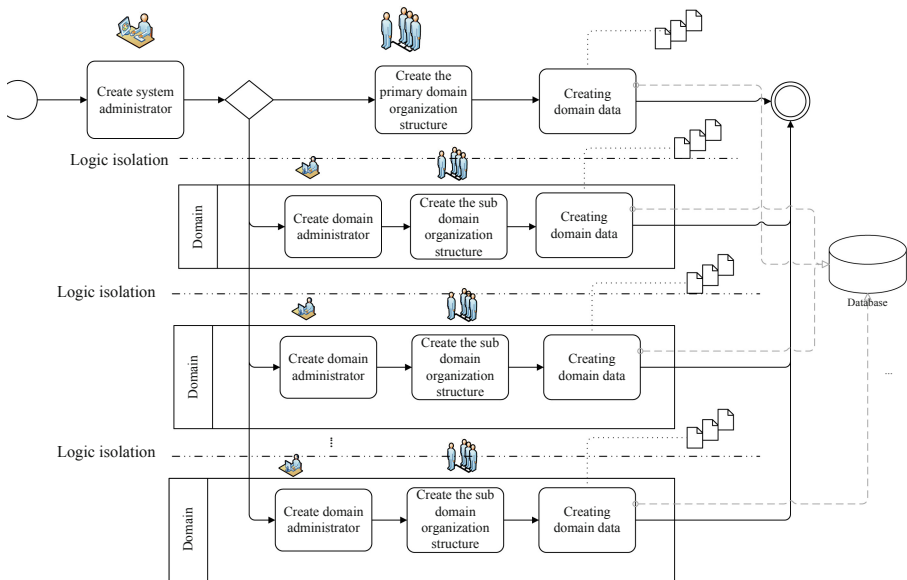 Create system
administrator
Create the
primary domain
organization
structure
Creating
domain data
Logic isolation
Domain
Create domain
administrator
Create the sub
domain
organization
structure
Creating
domain data
Logic isolation
Database
Domain
Create domain
administrator
Create the sub
domain
organization
structure
Creating
domain data
...
...
Logic isolation
Domain
Create domain
administrator
Create the sub
domain
organization
structure
Creating
domain data